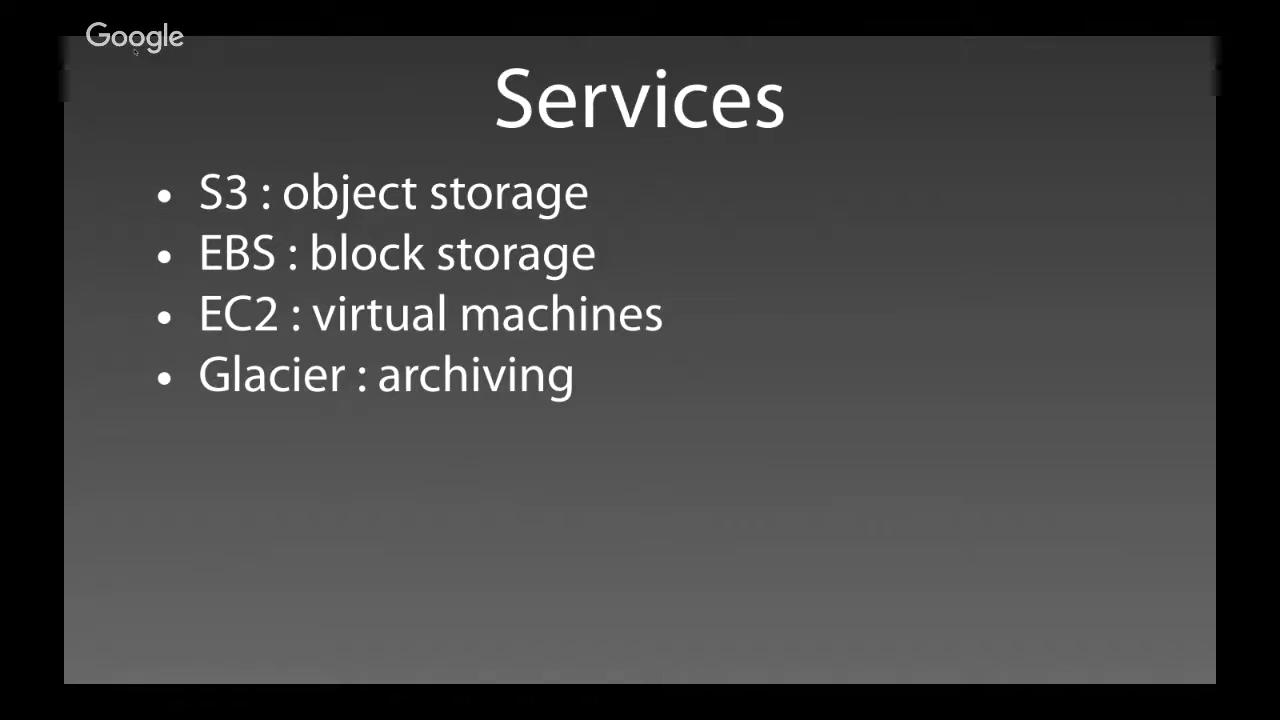 Google
Services
• S3 : object storage
• EBS : block storage
• EC2 : virtual machines
• Glacier : archiving